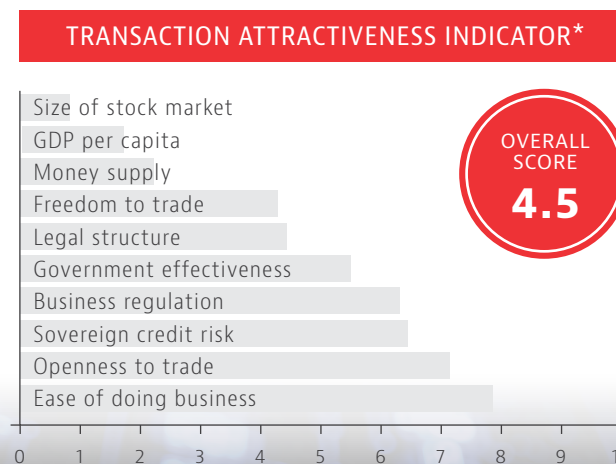 TRANSACTION ATTRACTIVENESS INDICATOR*
Size of stock market
GDP per capita
Money supply
Freedom to trade
Legal structure
Government effectiveness
Business regulation
Sovereign credit risk
Openness to trade
Ease of doing business
OVERALL
SCORE
4.5
0 1 2 3 4 5 6 7 8 9